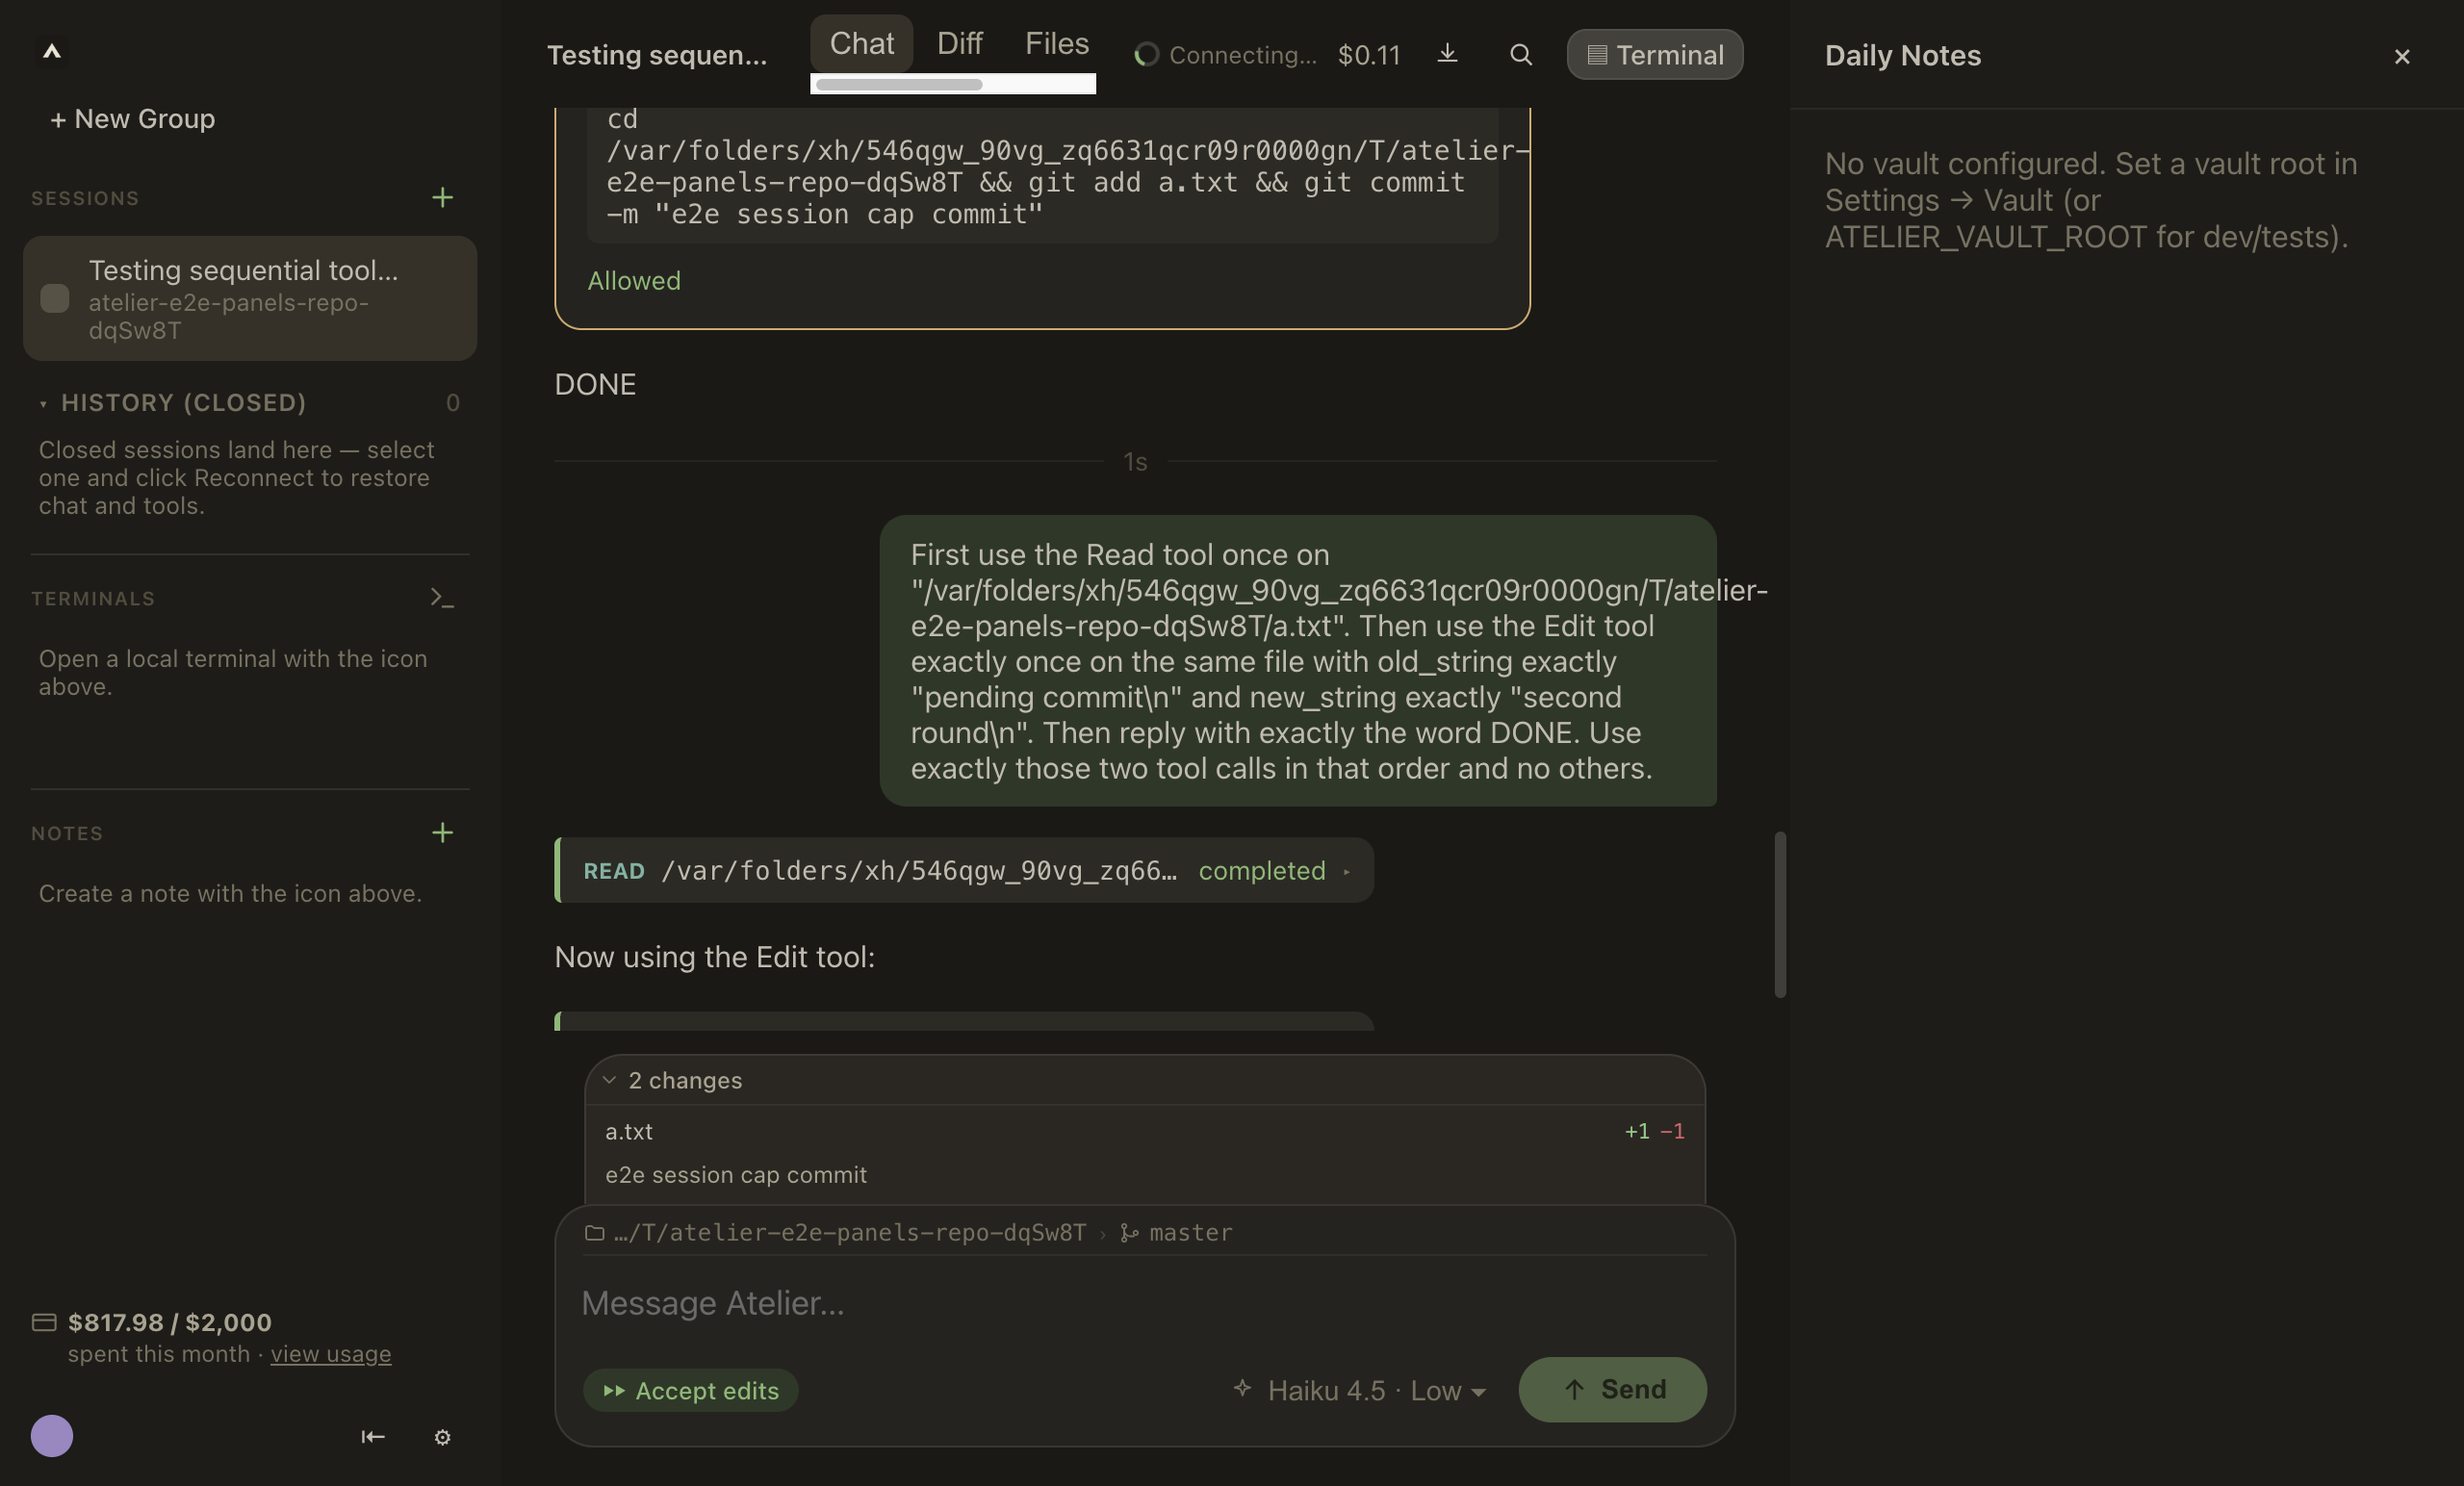 + New Group
SESSIONS
Testing sequential tool...
atelier-e2e-panels-repo-
dqSw8T
HISTORY (CLOSED) 0
Closed sessions land here — select
one and click Reconnect to restore
chat and tools.
TERMINALS
Open a local terminal with the icon
above.
NOTES
Create a note with the icon above.
$817.98 / $2,000
spent this month · view usage
Testing sequen... Chat Diff Files Connecting... $0.11 Terminal
cd
/var/folders/xh/546qgw_90vg_zq6631qcr09r0000gn/T/atelier-
e2e-panels-repo-dqSw8T && git add a.txt && git commit
-m "e2e session cap commit"
Allowed
DONE
1s
First use the Read tool once on
"/var/folders/xh/546qgw_90vg_zq6631qcr09r0000gn/T/atelier-
e2e-panels-repo-dqSw8T/a.txt". Then use the Edit tool
exactly once on the same file with old_string exactly
"pending commit\n" and new_string exactly "second
round\n". Then reply with exactly the word DONE. Use
exactly those two tool calls in that order and no others.
READ /var/folders/xh/546qgw_90vg_zq66… completed
Now using the Edit tool:
2 changes
a.txt +1 −1
e2e session cap commit
…/T/atelier-e2e-panels-repo-dqSw8T › master
Message Atelier...
Accept edits Haiku 4.5 · Low Send
Daily Notes ×
No vault configured. Set a vault root in
Settings → Vault (or
ATELIER_VAULT_ROOT for dev/tests).